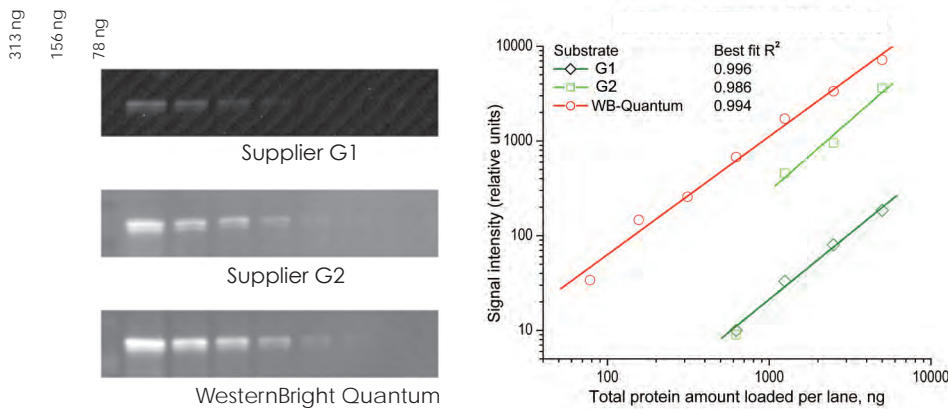 313 ng
156 ng
78 ng
Supplier G1
Supplier G2
WesternBright Quantum
Substrate Best fit R²
G1 0.996
G2 0.986
WB-Quantum 0.994
10000
1000
100
10
Signal intensity (relative units)
100 1000 10000
Total protein amount loaded per lane, ng